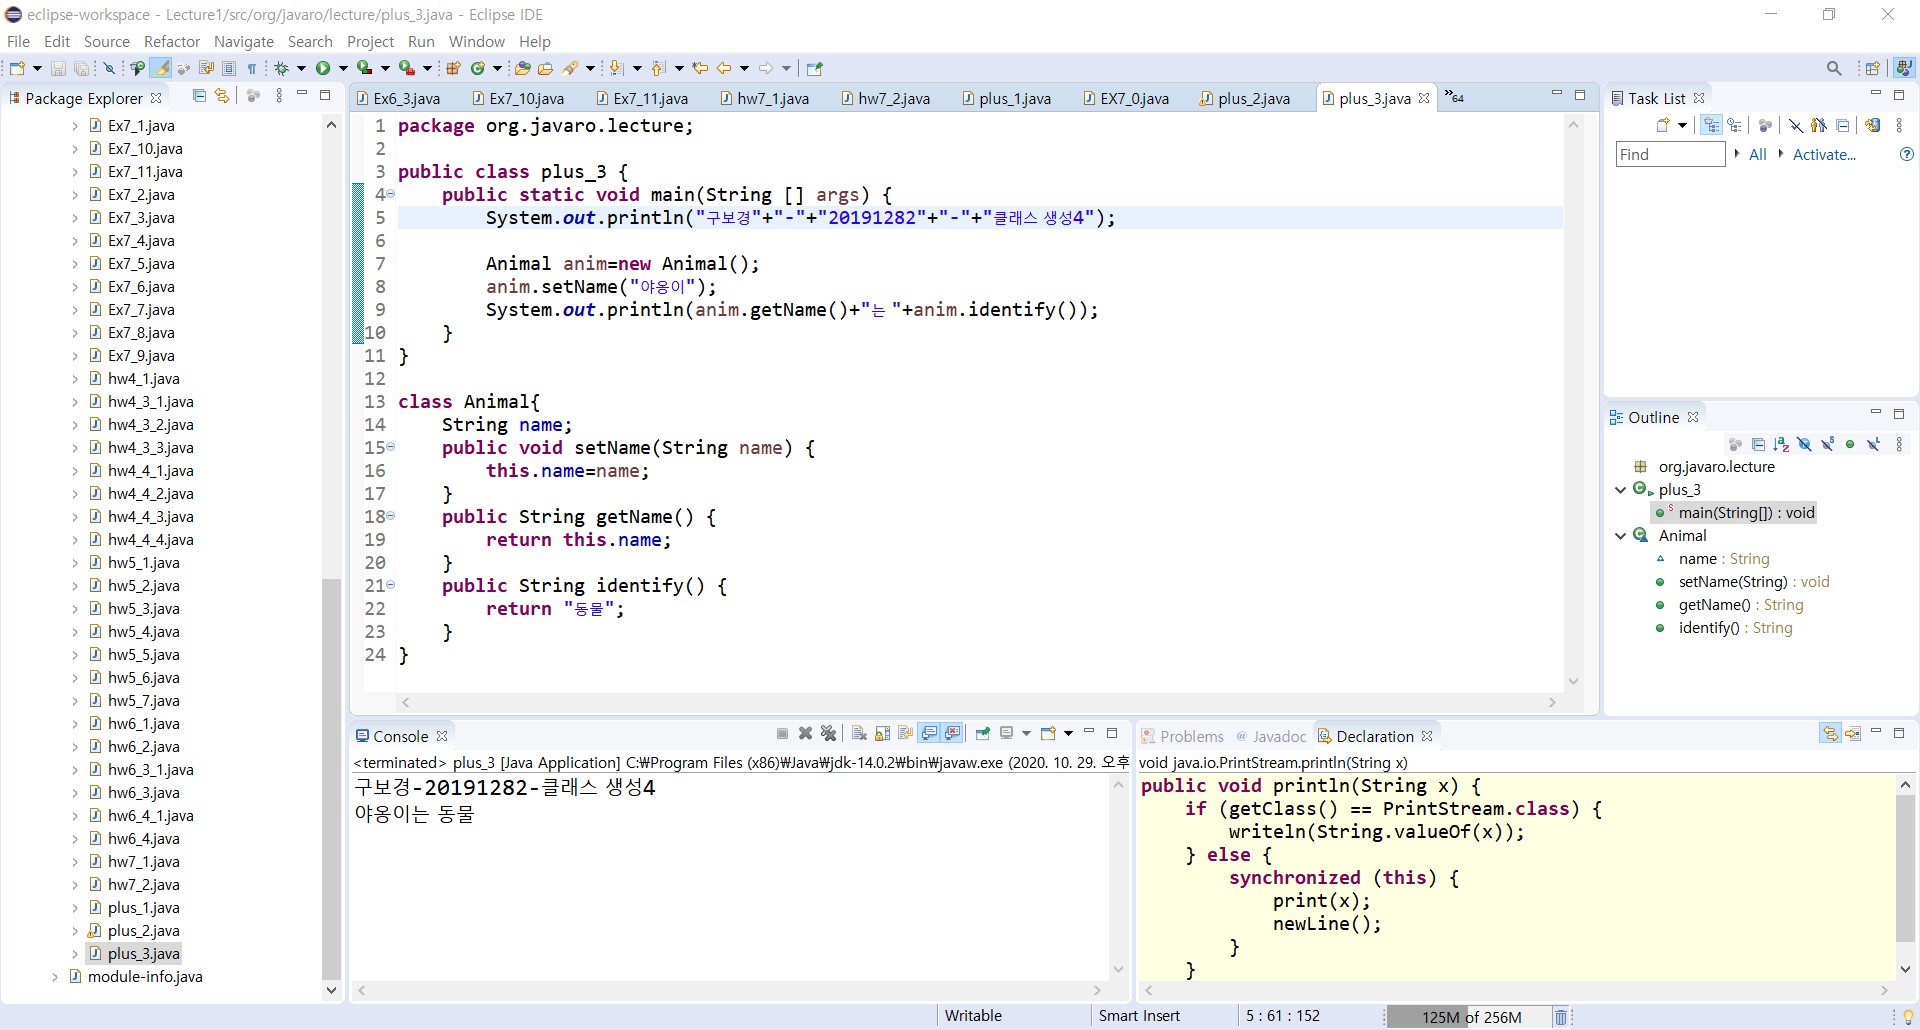 eclipse-workspace - Lecture1/src/org/javaro/lecture/plus_3.java - Eclipse IDE
File Edit Source Refactor Navigate Search Project Run Window Help
Package Explorer
Ex7_1.java
Ex7_10.java
Ex7_11.java
Ex7_2.java
Ex7_3.java
Ex7_4.java
Ex7_5.java
Ex7_6.java
Ex7_7.java
Ex7_8.java
Ex7_9.java
hw4_1.java
hw4_3_1.java
hw4_3_2.java
hw4_3_3.java
hw4_4_1.java
hw4_4_2.java
hw4_4_3.java
hw4_4_4.java
hw5_1.java
hw5_2.java
hw5_3.java
hw5_4.java
hw5_5.java
hw5_6.java
hw5_7.java
hw6_1.java
hw6_2.java
hw6_3_1.java
hw6_3.java
hw6_4_1.java
hw6_4.java
hw7_1.java
hw7_2.java
plus_1.java
plus_2.java
plus_3.java
module-info.java
Ex6_3.java Ex7_10.java Ex7_11.java hw7_1.java hw7_2.java plus_1.java EX7_0.java plus_2.java plus_3.java »64
1 package org.javaro.lecture;
2
3 public class plus_3 {
4 public static void main(String [] args) {
5 System.out.println("구보경"+"-"+"20191282"+"-"+"클래스 생성4");
6
7 Animal anim=new Animal();
8 anim.setName("야옹이");
9 System.out.println(anim.getName()+"는 "+anim.identify());
10 }
11 }
12
13 class Animal{
14 String name;
15 public void setName(String name) {
16 this.name=name;
17 }
18 public String getName() {
19 return this.name;
20 }
21 public String identify() {
22 return "동물";
23 }
24 }
Task List
Find All Activate...
Outline
org.javaro.lecture
plus_3
main(String[]) : void
Animal
name : String
setName(String) : void
getName() : String
identify() : String
Console
<terminated> plus_3 [Java Application] C:₩Program Files (x86)₩Java₩jdk-14.0.2₩bin₩javaw.exe (2020. 10. 29. 오후
구보경-20191282-클래스 생성4
야옹이는 동물
Problems @ Javadoc Declaration
void java.io.PrintStream.println(String x)
public void println(String x) {
if (getClass() == PrintStream.class) {
writeln(String.valueOf(x));
} else {
synchronized (this) {
print(x);
newLine();
}
}
Writable Smart Insert 5 : 61 : 152 125M of 256M